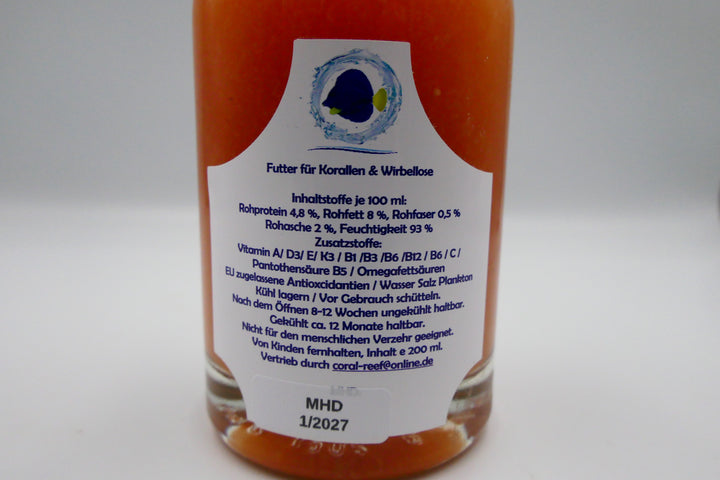 Futter für Korallen & Wirbellose
Inhaltstoffe je 100 ml:
Rohprotein 4,8 %, Rohfett 8 %, Rohfaser 0,5 %
Rohasche 2 %, Feuchtigkeit 93 %
Zusatzstoffe:
Vitamin A/ D3/ E/ K3 / B1 /B3 /B6 /B12 / B6 / C /
Pantothensäure B5 / Omegafettsäuren
EU zugelassene Antioxcidantien / Wasser Salz Plankton
Kühl lagern / Vor Gebrauch schütteln.
Nach dem Öffnen 8-12 Wochen ungekühlt haltbar.
Gekühlt ca. 12 Monate haltbar.
Nicht für den menschlichen Verzehr geeignet.
Von Kinden fernhalten, Inhalt e 200 ml.
Vertrieb durch coral-reef@online.de
MHD:
MHD
1/2027